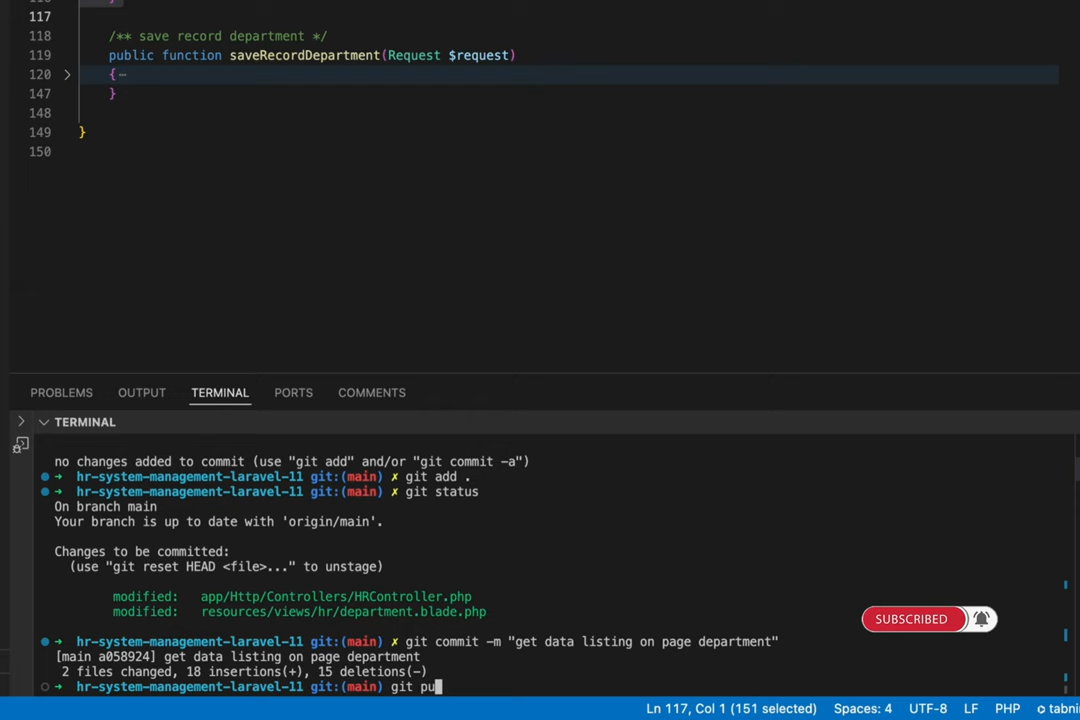 117
118 /** save record department */
119 public function saveRecordDepartment(Request $request)
120 { …
147 }
148
149 }
150
PROBLEMS OUTPUT TERMINAL PORTS COMMENTS
TERMINAL
no changes added to commit (use "git add" and/or "git commit -a")
➜ hr-system-management-laravel-11 git:(main) ✗ git add .
➜ hr-system-management-laravel-11 git:(main) ✗ git status
On branch main
Your branch is up to date with 'origin/main'.
Changes to be committed:
(use "git reset HEAD <file>..." to unstage)
modified: app/Http/Controllers/HRController.php
modified: resources/views/hr/department.blade.php
SUBSCRIBED
➜ hr-system-management-laravel-11 git:(main) ✗ git commit -m "get data listing on page department"
[main a058924] get data listing on page department
2 files changed, 18 insertions(+), 15 deletions(-)
➜ hr-system-management-laravel-11 git:(main) git pu
Ln 117, Col 1 (151 selected) Spaces: 4 UTF-8 LF PHP tabni